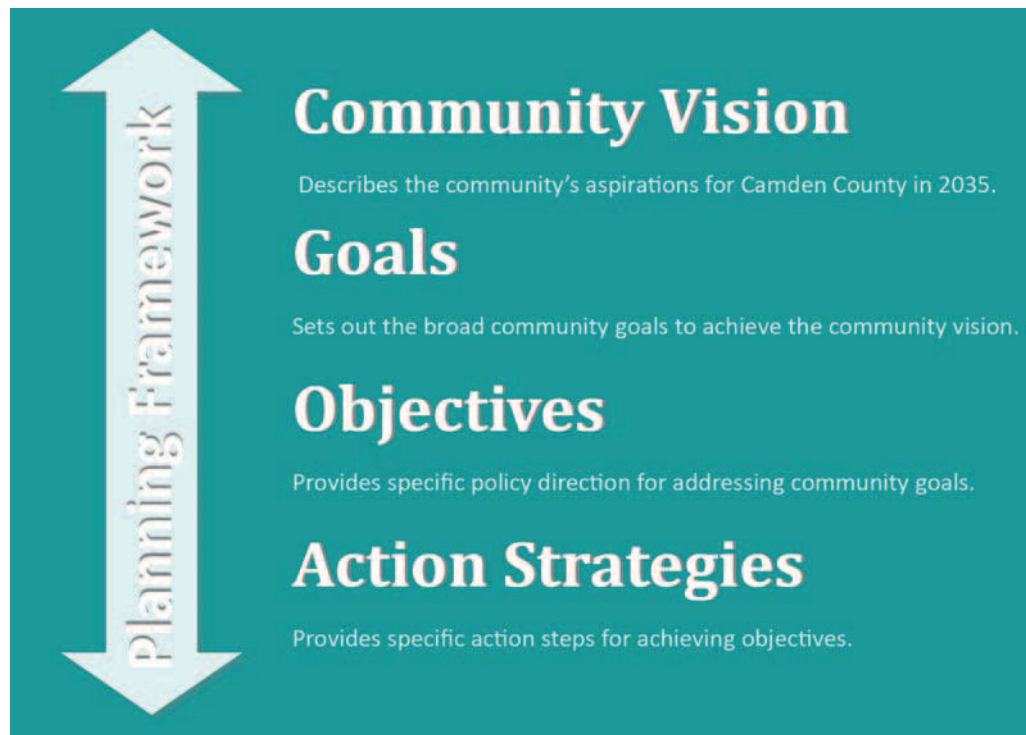 Planning Framework
Community Vision
Describes the community’s aspirations for Camden County in 2035.
Goals
Sets out the broad community goals to achieve the community vision.
Objectives
Provides specific policy direction for addressing community goals.
Action Strategies
Provides specific action steps for achieving objectives.